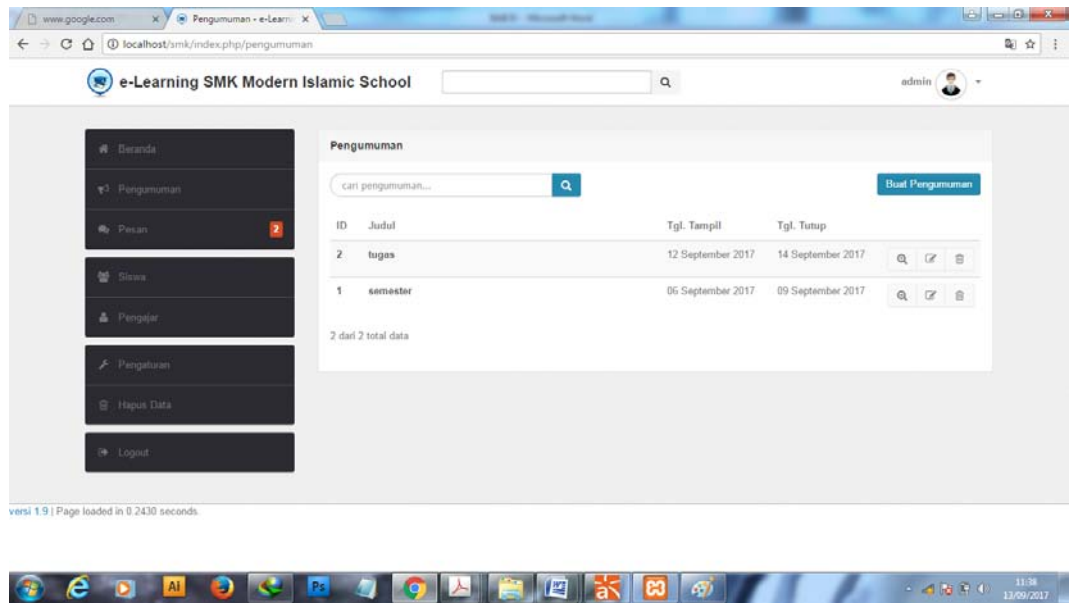 www.google.com
Pengumuman - e-Learni
localhost/smk/index.php/pengumuman
e-Learning SMK Modern Islamic School
admin
Beranda
Pengumuman
Pesan 2
Siswa
Pengajar
Pengaturan
Hapus Data
Logout
Pengumuman
cari pengumuman...
Buat Pengumuman
ID Judul Tgl. Tampil Tgl. Tutup
2 tugas 12 September 2017 14 September 2017
1 semester 06 September 2017 09 September 2017
2 dari 2 total data
versi 1.9 | Page loaded in 0.2430 seconds.
Ai
Ps
11:38
13/09/2017